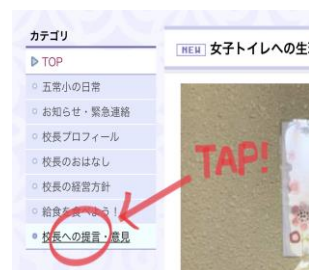 カテゴリ
TOP
五常小の日常
お知らせ・緊急連絡
校長プロフィール
校長のおはなし
校長の経営方針
給食を食べよう！
校長への提言・意見
NEW 女子トイレへの生
TAP!